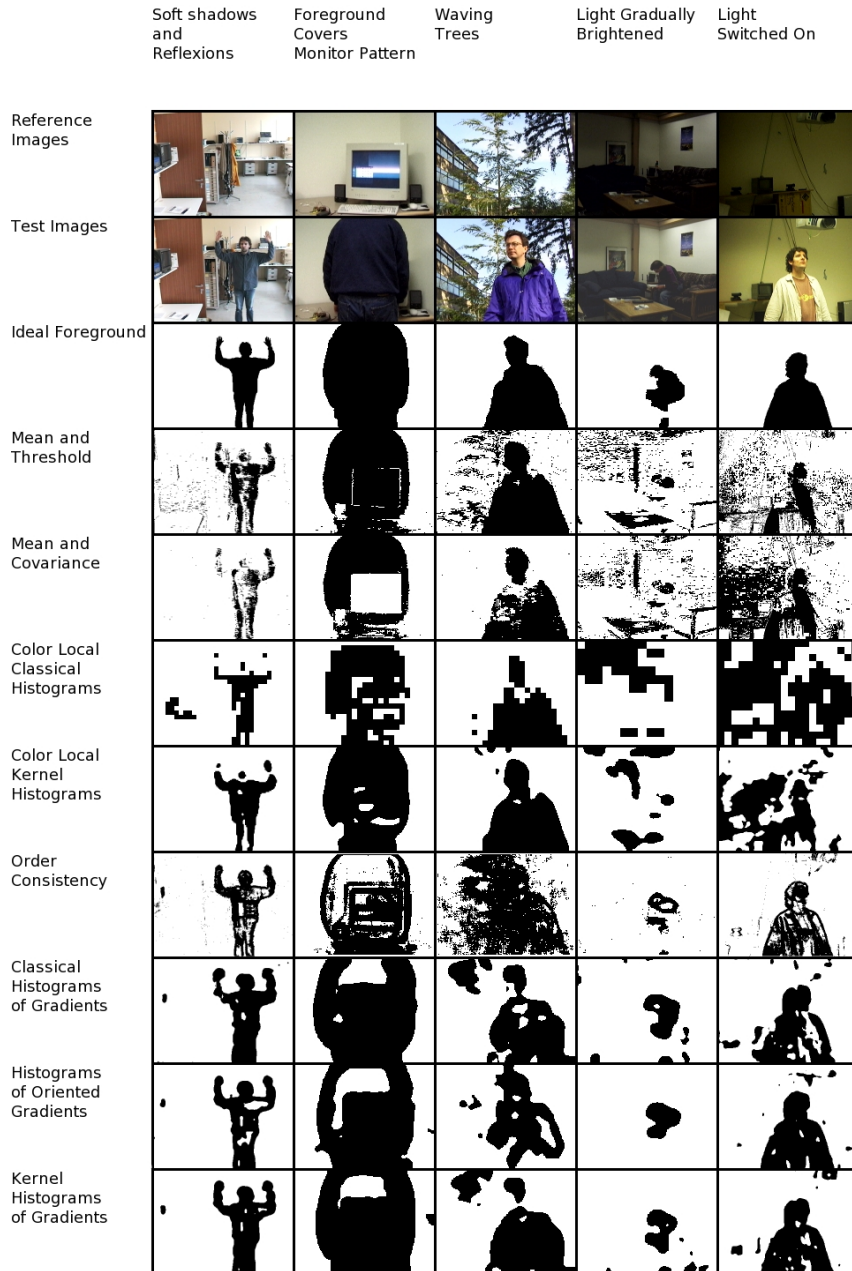 Soft shadows
and
Reflexions
Foreground
Covers
Monitor Pattern
Waving
Trees
Light Gradually
Brightened
Light
Switched On
Reference
Images
Test Images
Ideal Foreground
Mean and
Threshold
Mean and
Covariance
Color Local
Classical
Histograms
Color Local
Kernel
Histograms
Order
Consistency
Classical
Histograms
of Gradients
Histograms
of Oriented
Gradients
Kernel
Histograms
of Gradients